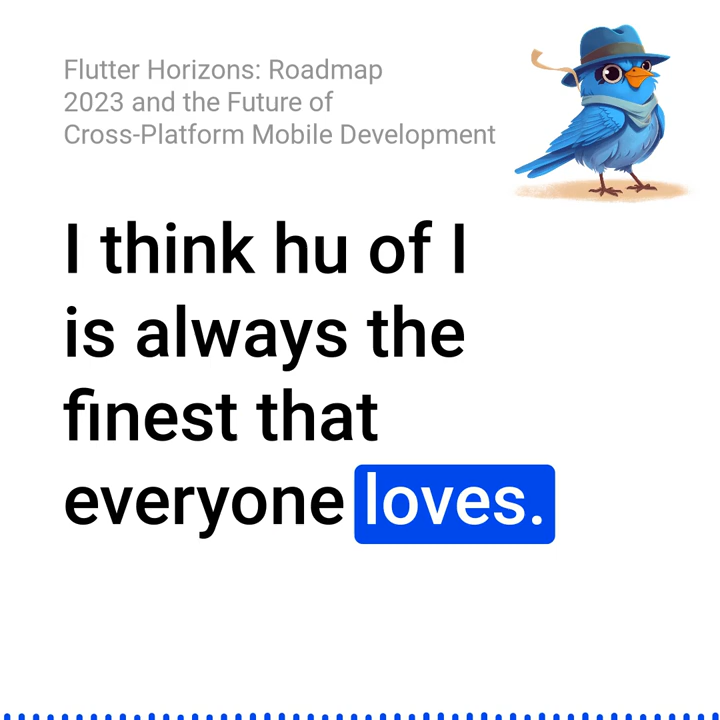 Flutter Horizons: Roadmap
2023 and the Future of
Cross-Platform Mobile Development
I think hu of I
is always the
finest that
everyone loves.